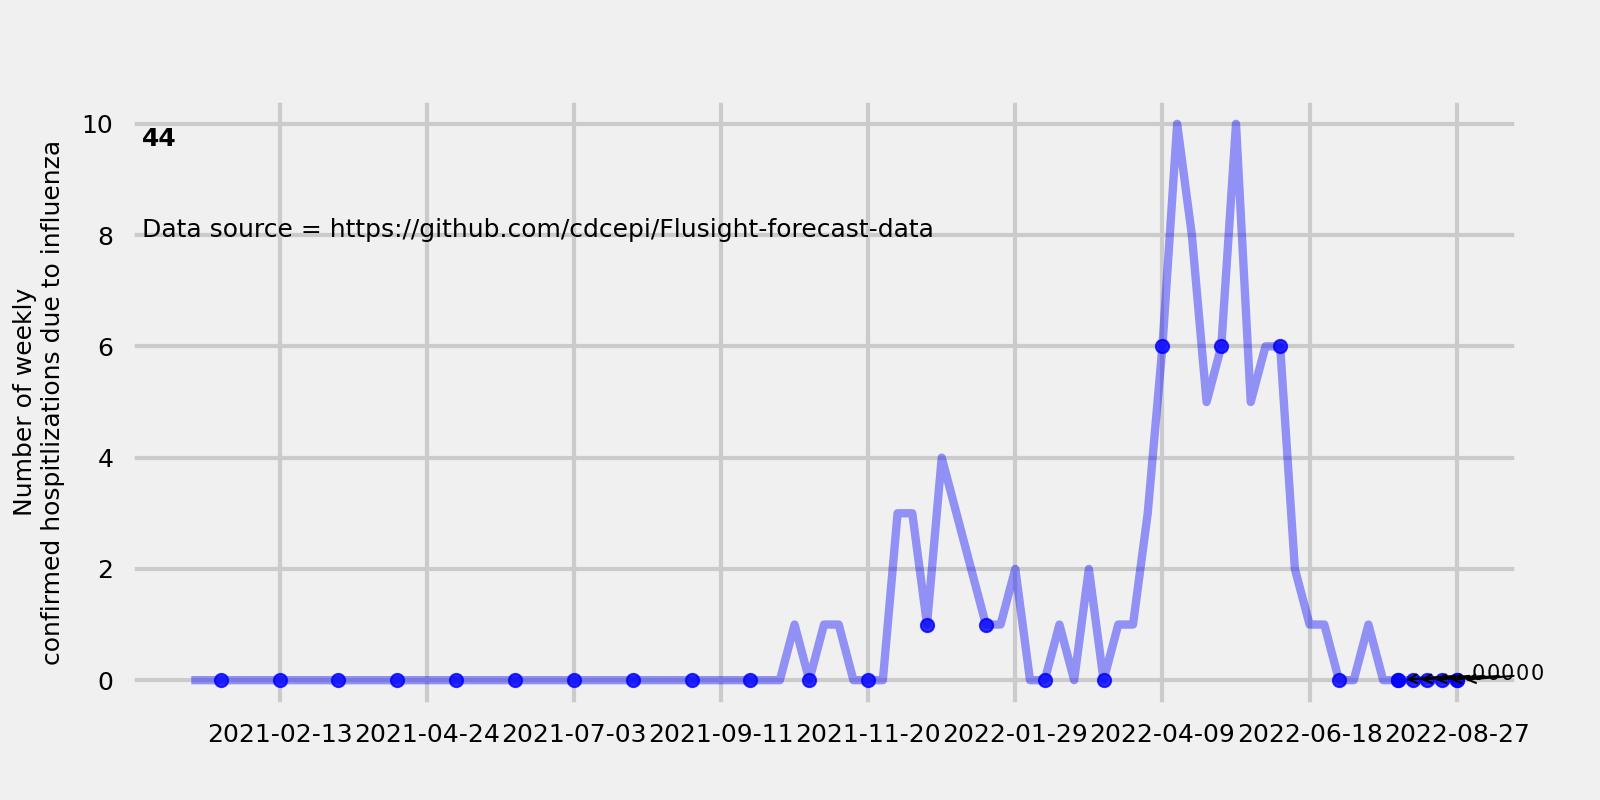 10
44
Data source = https://github.com/cdcepi/Flusight-forecast-data
8
6
4
2
0
Number of weekly
confirmed hospitlizations due to influenza
00000
2021-02-13 2021-04-24 2021-07-03 2021-09-11 2021-11-20 2022-01-29 2022-04-09 2022-06-18 2022-08-27